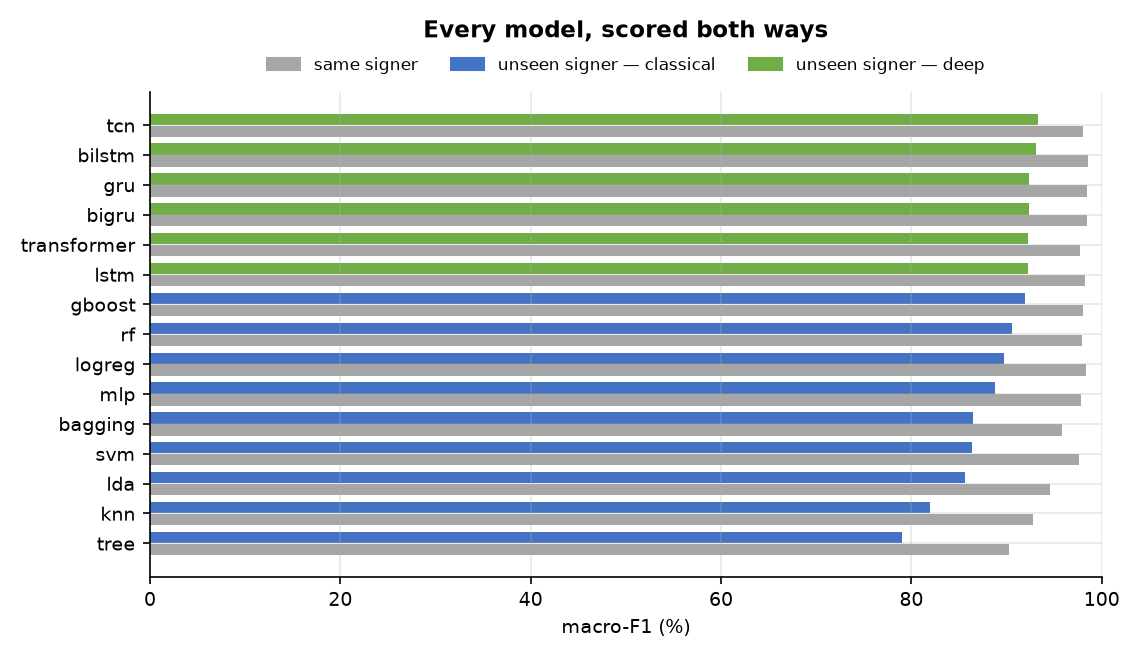 Every model, scored both ways
same signer unseen signer — classical unseen signer — deep
tcn
bilstm
gru
bigru
transformer
lstm
gboost
rf
logreg
mlp
bagging
svm
lda
knn
tree
0 20 40 60 80 100
macro-F1 (%)